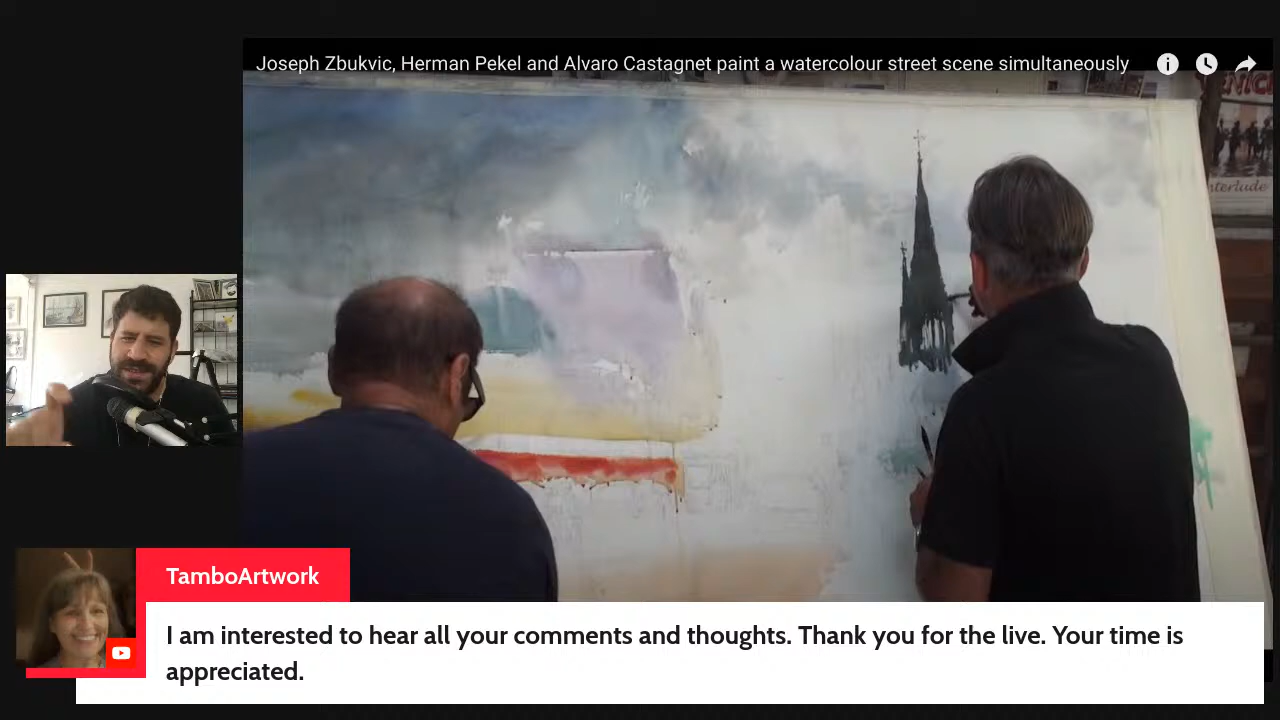 Joseph Zbukvic, Herman Pekel and Alvaro Castagnet paint a watercolour street scene simultaneously
TamboArtwork
I am interested to hear all your comments and thoughts. Thank you for the live. Your time is
appreciated.